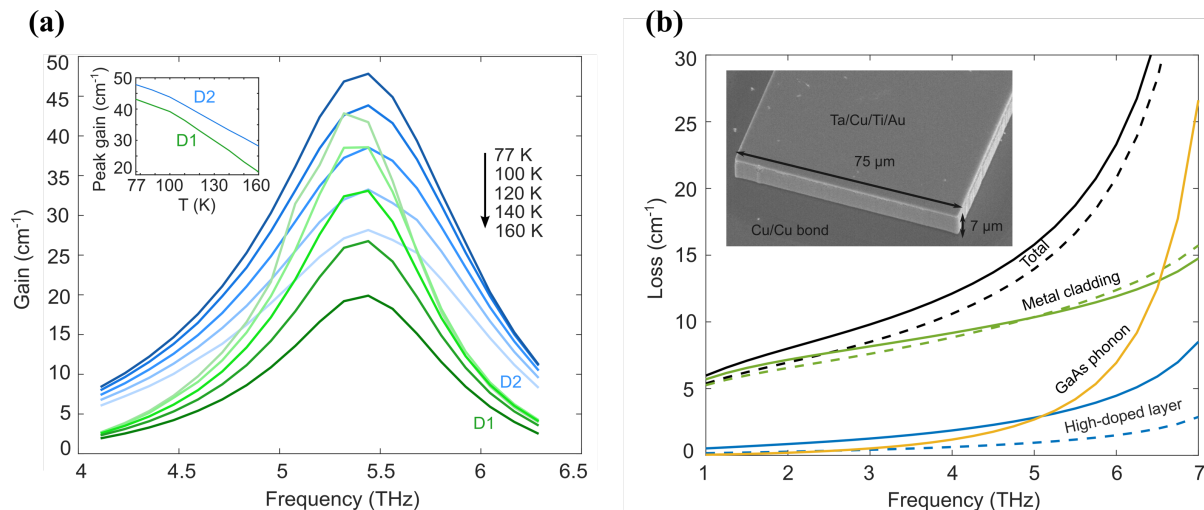 (a)
50
45
40
35
30
25
20
15
10
5
0
Gain (cm-1)
4
4.5
5
5.5
6
6.5
Frequency (THz)
50
40
30
20
Peak gain (cm-1)
D2
D1
77
100
130
160
T (K)
77 K
100 K
120 K
140 K
160 K
D2
D1
(b)
30
25
20
15
10
5
0
Loss (cm-1)
1
2
3
4
5
6
7
Frequency (THz)
Ta/Cu/Ti/Au
75 μm
7 μm
Cu/Cu bond
Total
Metal cladding
GaAs phonon
High-doped layer